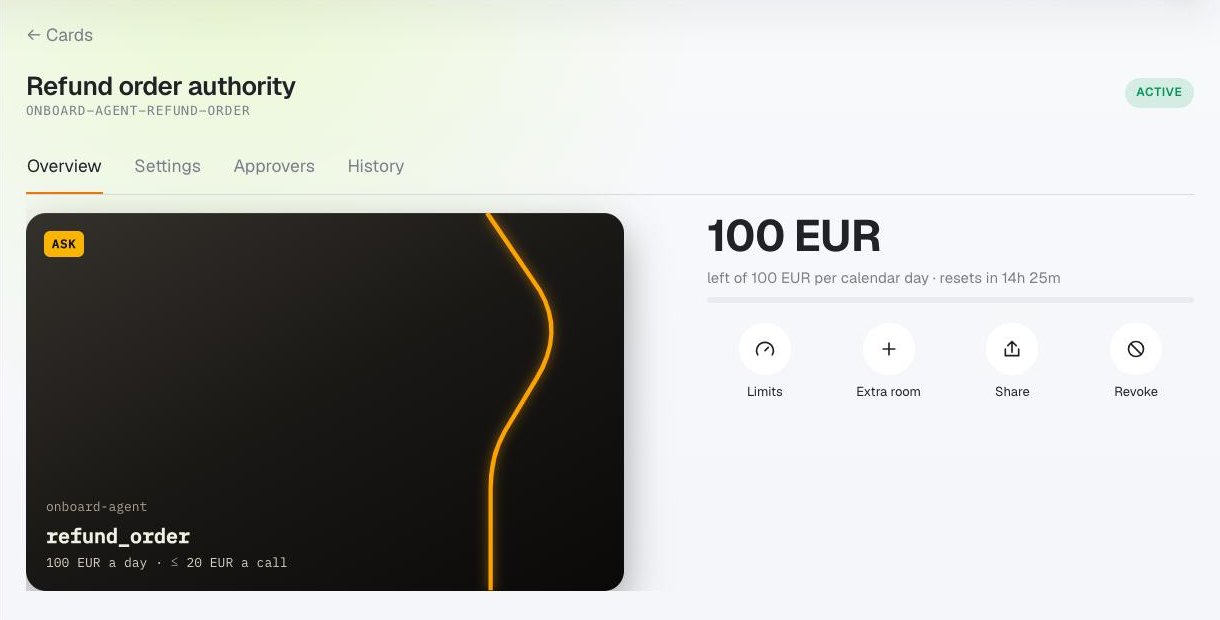 ← Cards
Refund order authority
ONBOARD-AGENT-REFUND-ORDER
ACTIVE
Overview Settings Approvers History
ASK
onboard-agent
refund_order
100 EUR a day · ≤ 20 EUR a call
100 EUR
left of 100 EUR per calendar day · resets in 14h 25m
Limits Extra room Share Revoke